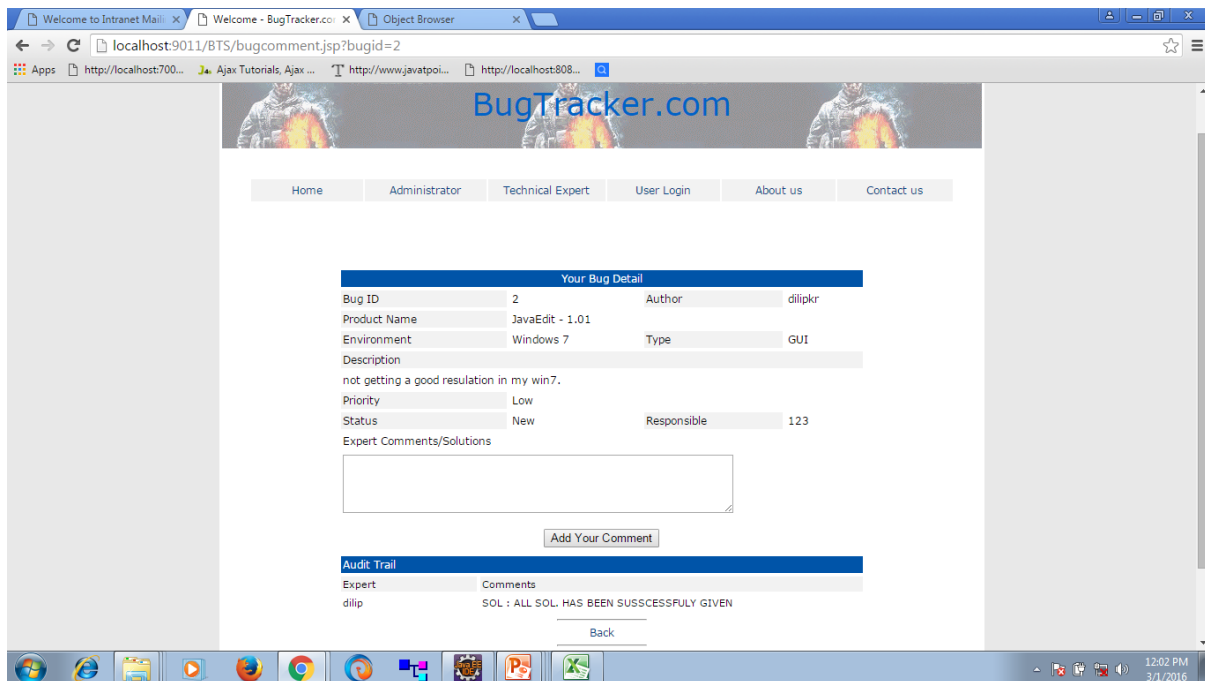 Welcome to Intranet Maili
Welcome - BugTracker.co
Object Browser
localhost:9011/BTS/bugcomment.jsp?bugid=2
Apps http://localhost:700... Ajax Tutorials, Ajax ... http://www.javatpoi... http://localhost:808...
BugTracker.com
Home Administrator Technical Expert User Login About us Contact us
Your Bug Detail
Bug ID 2 Author dilipkr
Product Name JavaEdit - 1.01
Environment Windows 7 Type GUI
Description
not getting a good resulation in my win7.
Priority Low
Status New Responsible 123
Expert Comments/Solutions
Add Your Comment
Audit Trail
Expert Comments
dilip SOL : ALL SOL. HAS BEEN SUSSCESSFULY GIVEN
Back
12:02 PM
3/1/2016